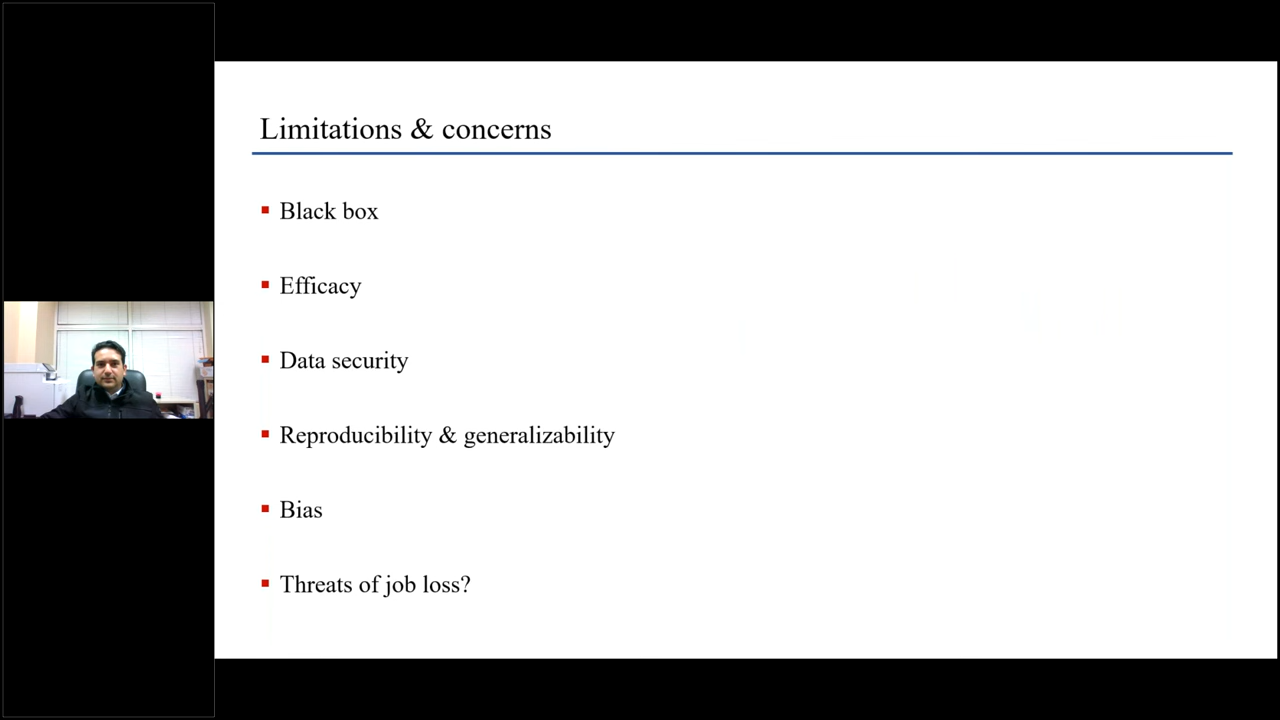 Limitations & concerns
Black box
Efficacy
Data security
Reproducibility & generalizability
Bias
Threats of job loss?